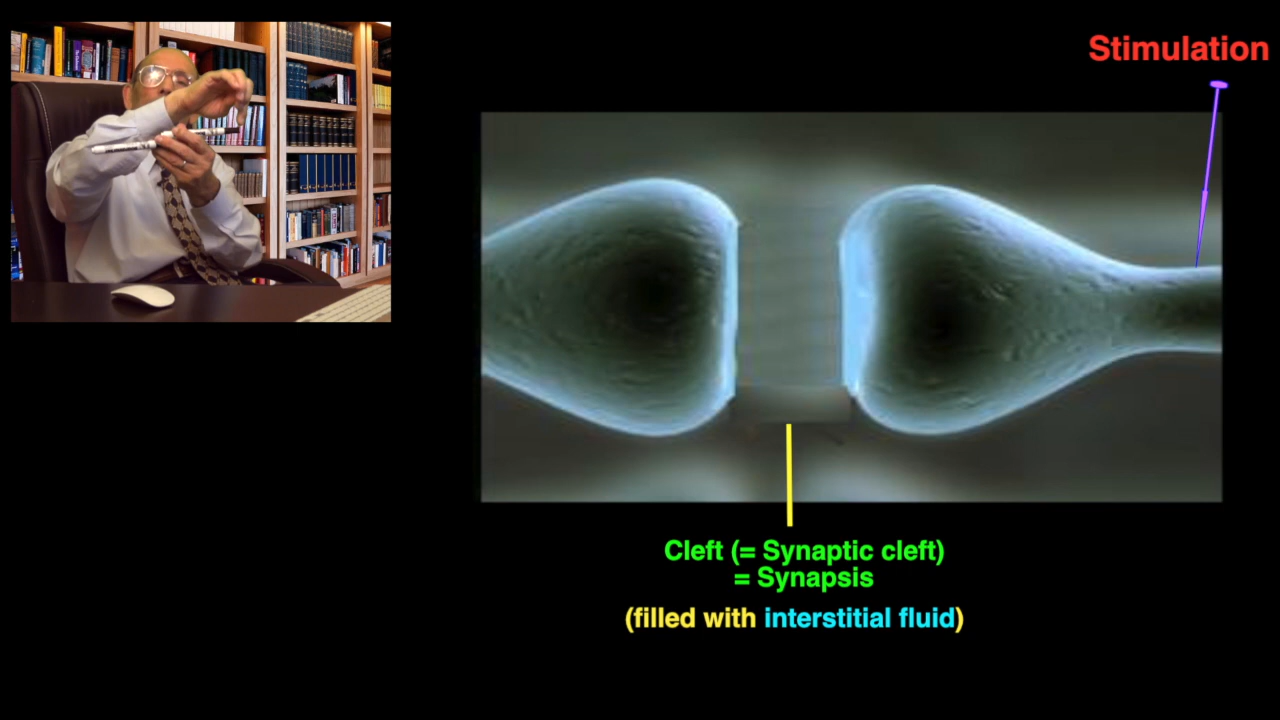 Stimulation
Cleft (= Synaptic cleft)
= Synapsis
(filled with interstitial fluid)